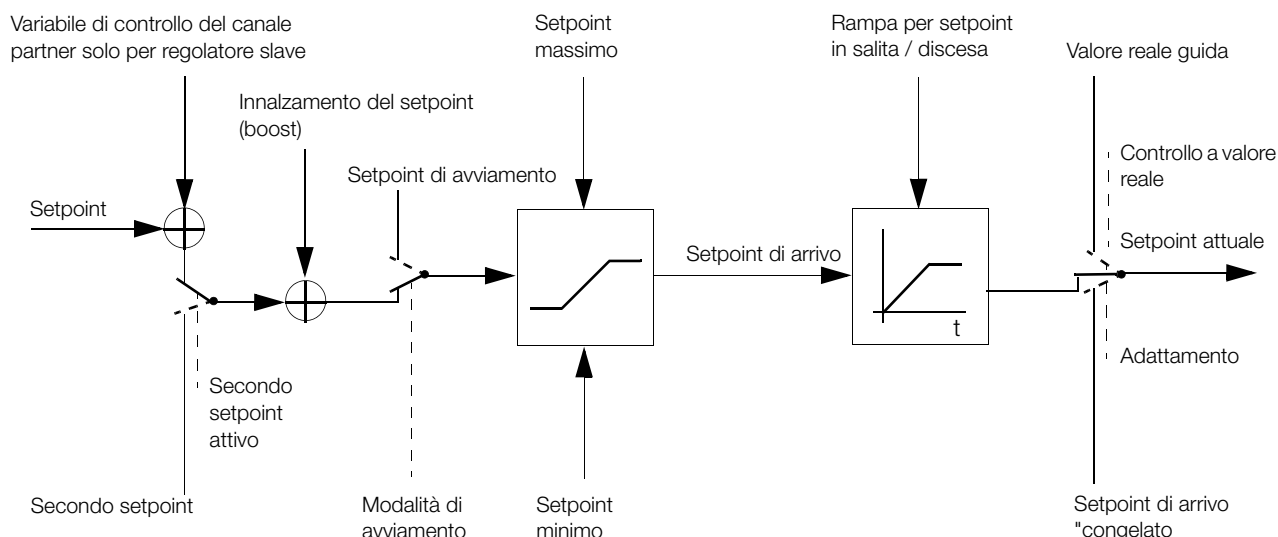 Variabile di controllo del canale
partner solo per regolatore slave
Setpoint
massimo
Rampa per setpoint
in salita / discesa
Valore reale guida
Innalzamento del setpoint
(boost)
Controllo a valore
reale
Setpoint di avviamento
Setpoint
Setpoint di arrivo
Setpoint attuale
t
Adattamento
Secondo
setpoint
attivo
Secondo setpoint
Modalità di
avviamento
Setpoint
minimo
Setpoint di arrivo
"congelato